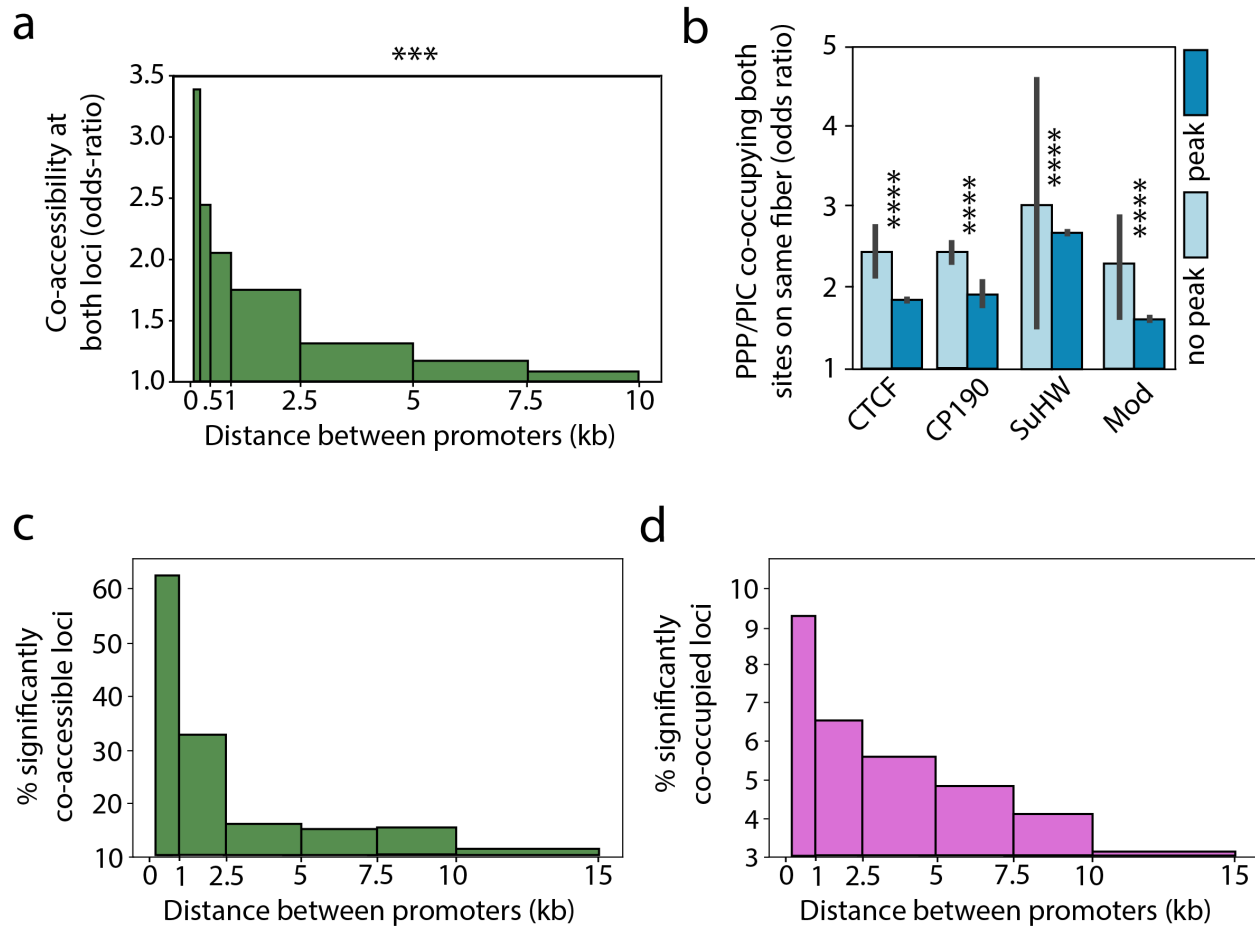 a
***
3.5
3.0
2.5
2.0
1.5
1.0
Co-accessibility at
both loci (odds-ratio)
0 .5 1 2.5 5 7.5 10
Distance between promoters (kb)
b
5
4
3
2
1
PPP/PIC co-occupying both
sites on same fiber (odds ratio)
**** **** **** ****
CTCF CP190 SuHW Mod
no peak peak
c
60
50
40
30
20
10
% significantly
co-accessible loci
0 1 2.5 5 7.5 10 15
Distance between promoters (kb)
d
10
9
8
7
6
5
4
3
% significantly
co-occupied loci
0 1 2.5 5 7.5 10 15
Distance between promoters (kb)